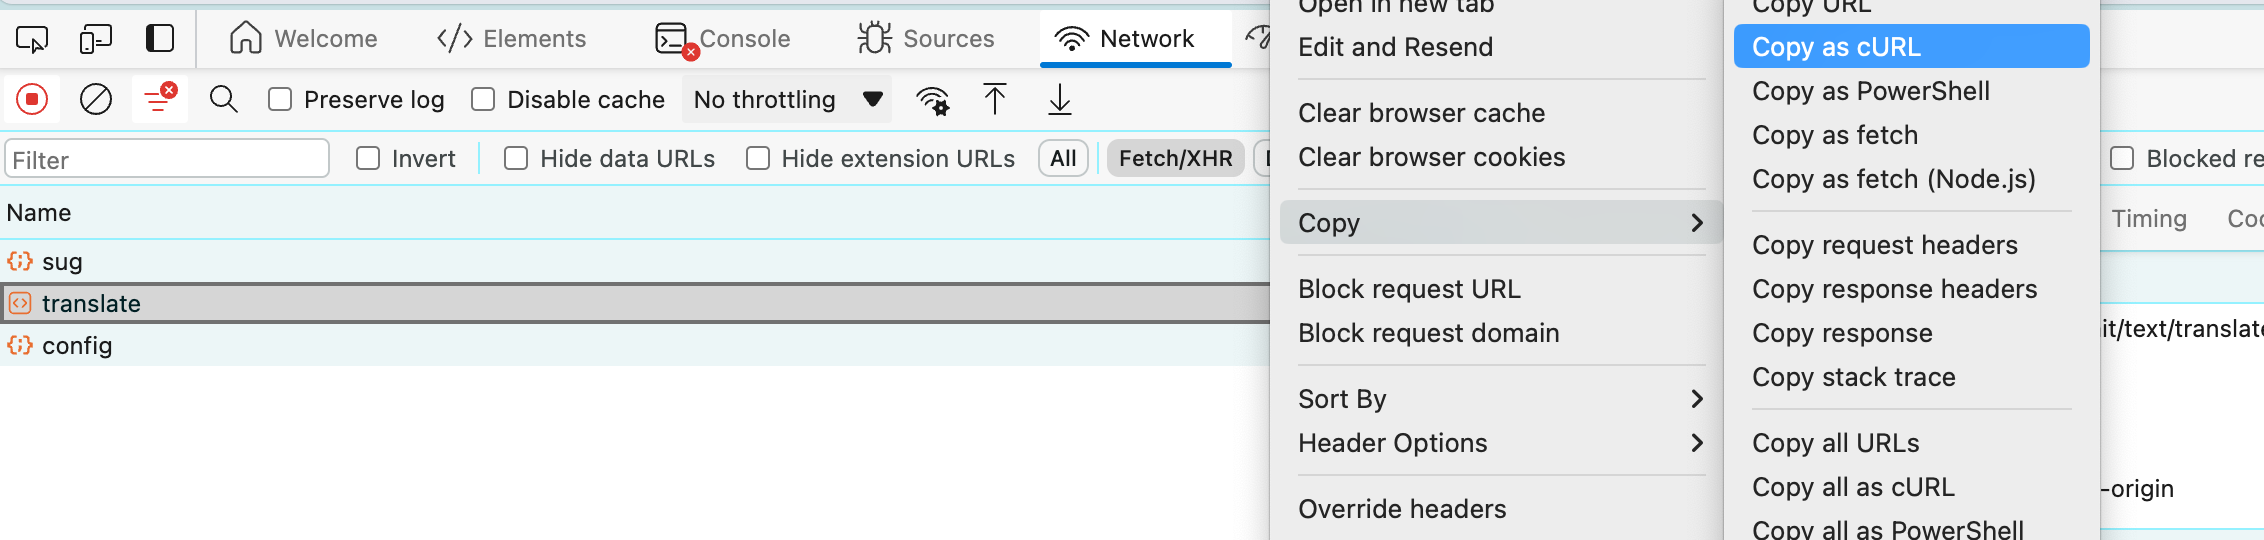 Welcome
Elements
Console
Sources
Network
Preserve log
Disable cache
No throttling
Filter
Invert
Hide data URLs
Hide extension URLs
All
Fetch/XHR
Blocked re
Name
sug
translate
config
Open in new tab
Edit and Resend
Clear browser cache
Clear browser cookies
Copy
Block request URL
Block request domain
Sort By
Header Options
Override headers
Copy URL
Copy as cURL
Copy as PowerShell
Copy as fetch
Copy as fetch (Node.js)
Copy request headers
Copy response headers
Copy response
Copy stack trace
Copy all URLs
Copy all as cURL
Copy all as PowerShell
Timing
Coo
it/text/translate
-origin